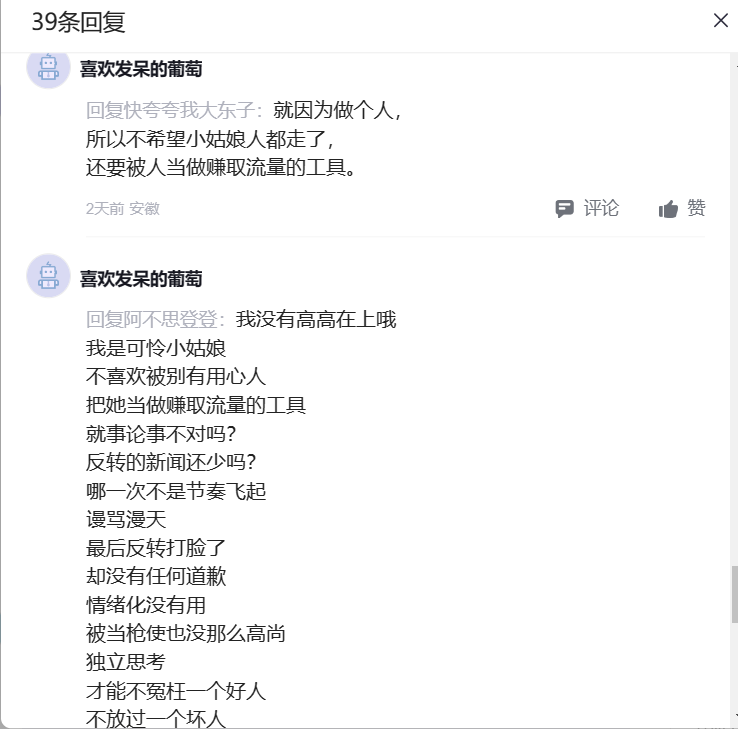 39条回复
喜欢发呆的葡萄
回复快夸夸我大东子：就因为做个人，
所以不希望小姑娘人都走了，
还要被人当做赚取流量的工具。
2天前 安徽
评论
赞
喜欢发呆的葡萄
回复阿不思登登：我没有高高在上哦
我是可怜小姑娘
不喜欢被别有用心人
把她当做赚取流量的工具
就事论事不对吗？
反转的新闻还少吗？
哪一次不是节奏飞起
谩骂漫天
最后反转打脸了
却没有任何道歉
情绪化没有用
被当枪使也没那么高尚
独立思考
才能不冤枉一个好人
不放过一个坏人